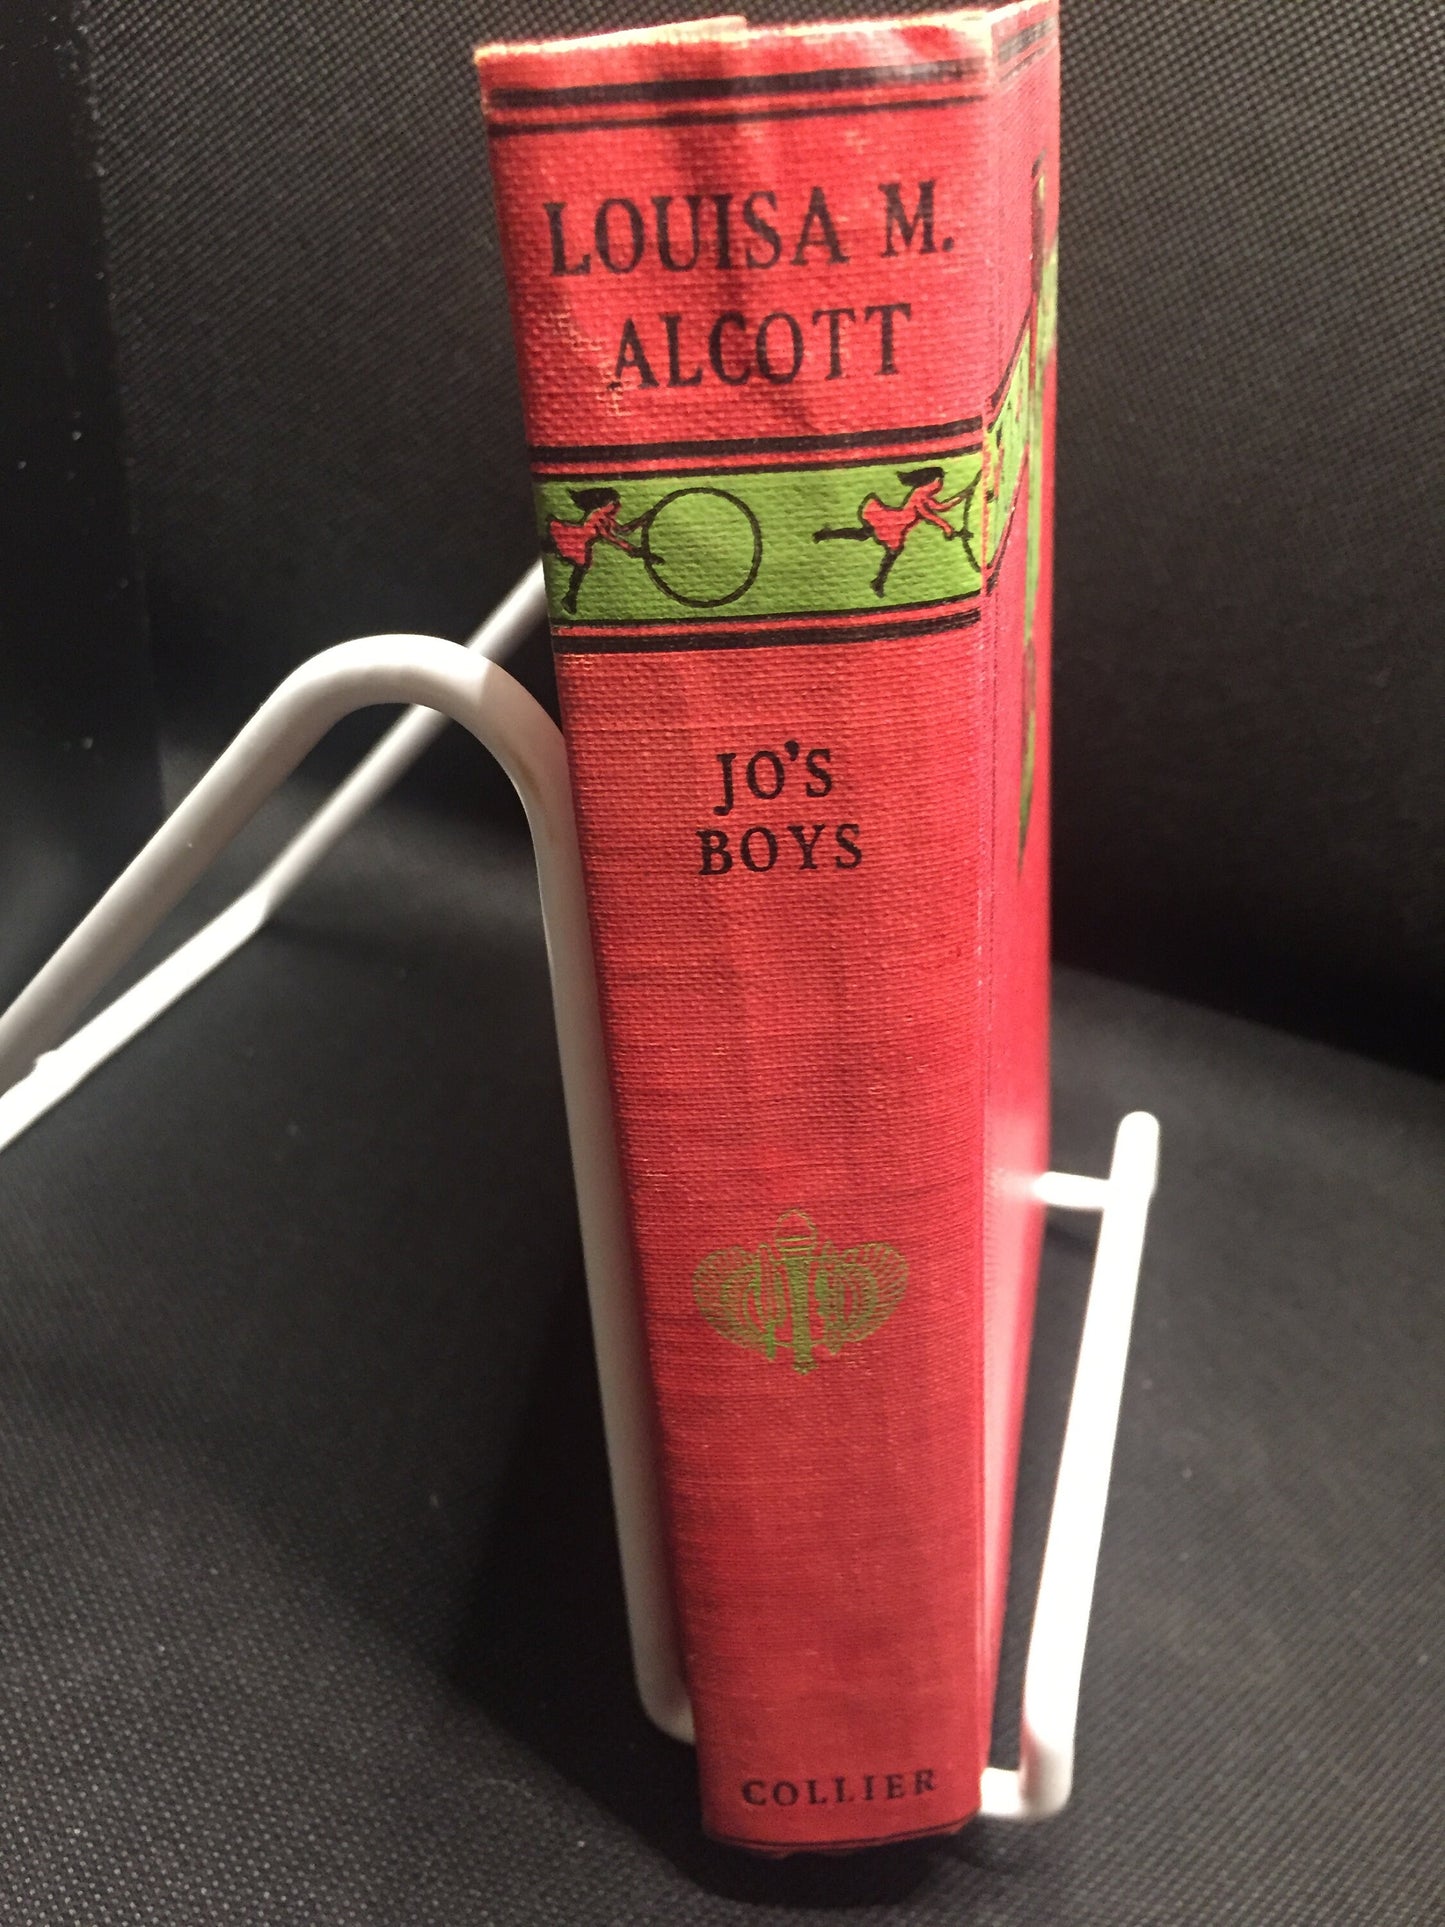 LOUISA M.
ALCOTT
JO'S
BOYS
COLLIER